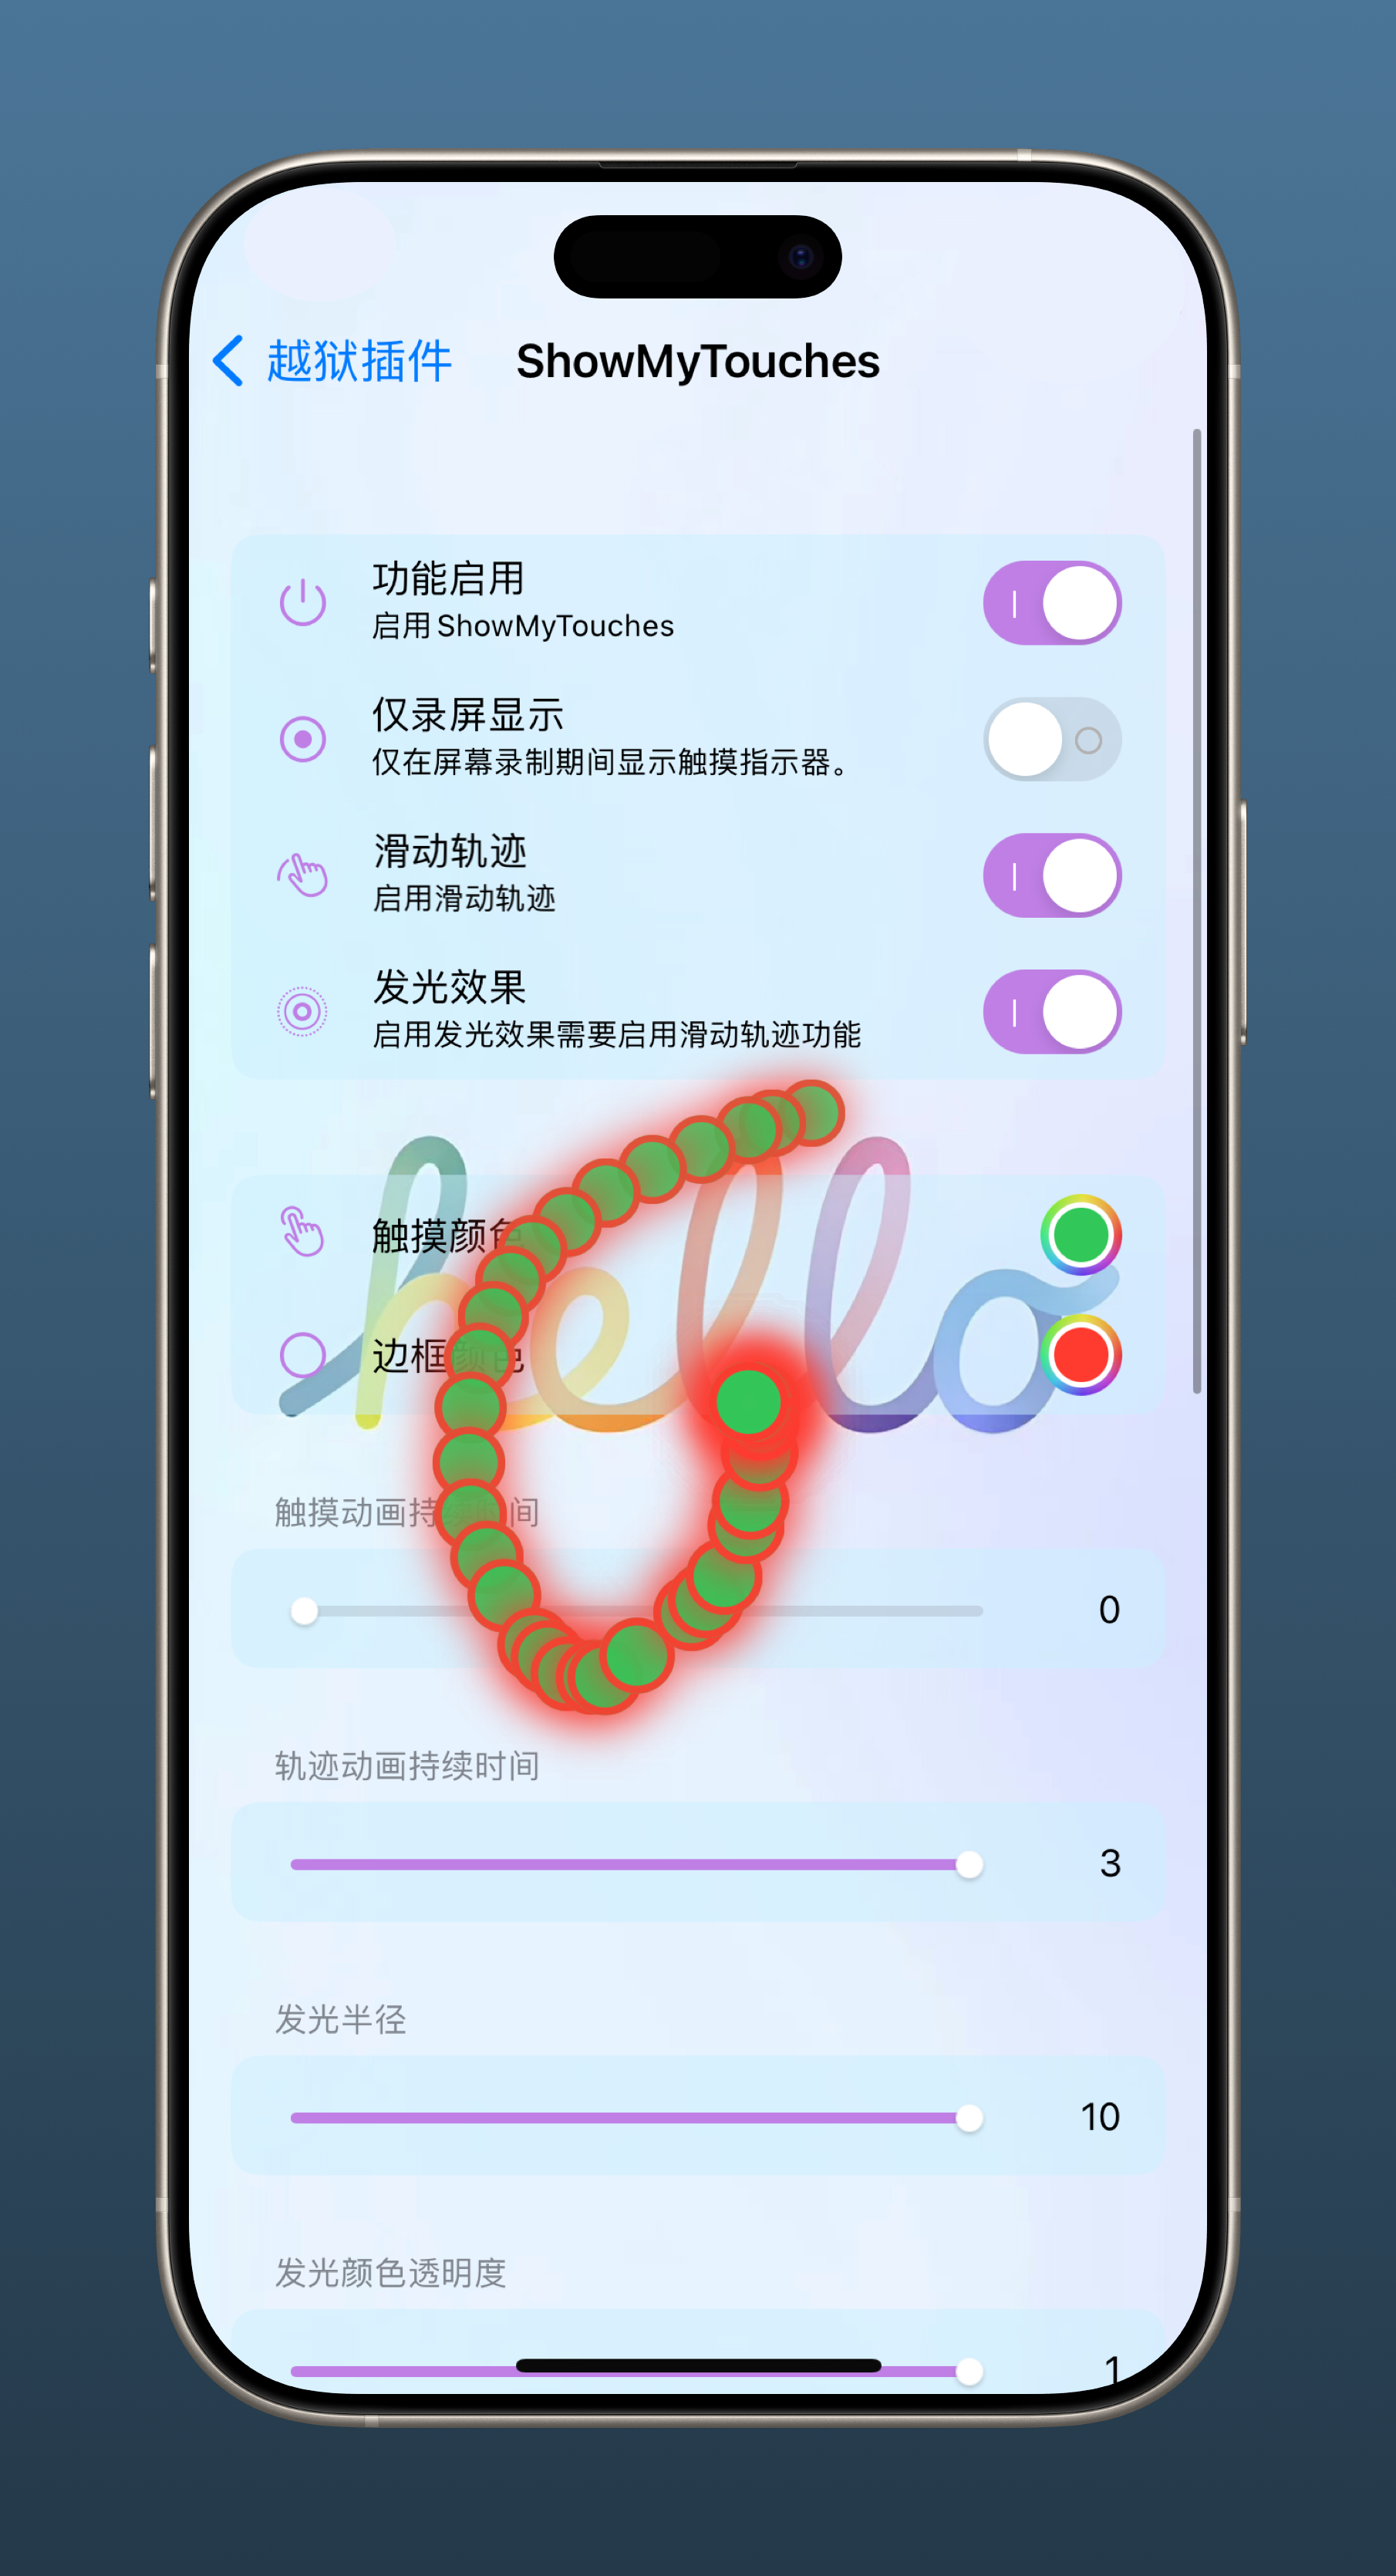 越狱插件 ShowMyTouches
功能启用
启用 ShowMyTouches
仅录屏显示
仅在屏幕录制期间显示触摸指示器。
滑动轨迹
启用滑动轨迹
发光效果
启用发光效果需要启用滑动轨迹功能
hello
触摸颜色
边框颜色
触摸动画持续时间
0
轨迹动画持续时间
3
发光半径
10
发光颜色透明度
1